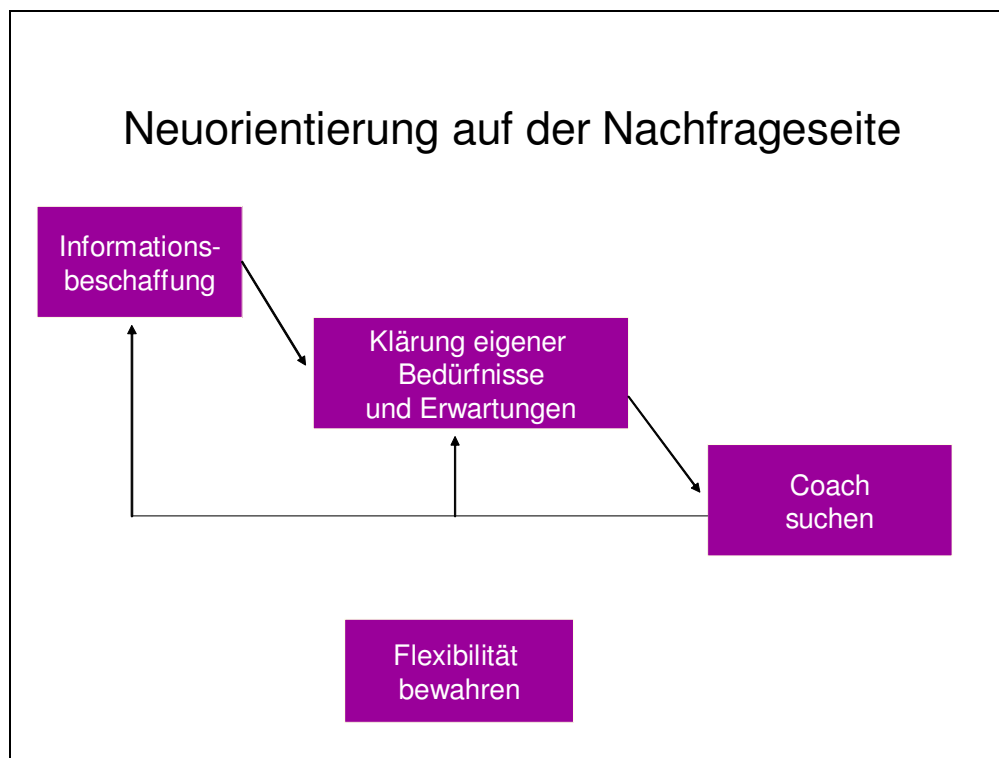 Neuorientierung auf der Nachfrageseite
Informations-
beschaffung
Klärung eigener
Bedürfnisse
und Erwartungen
Coach
suchen
Flexibilität
bewahren